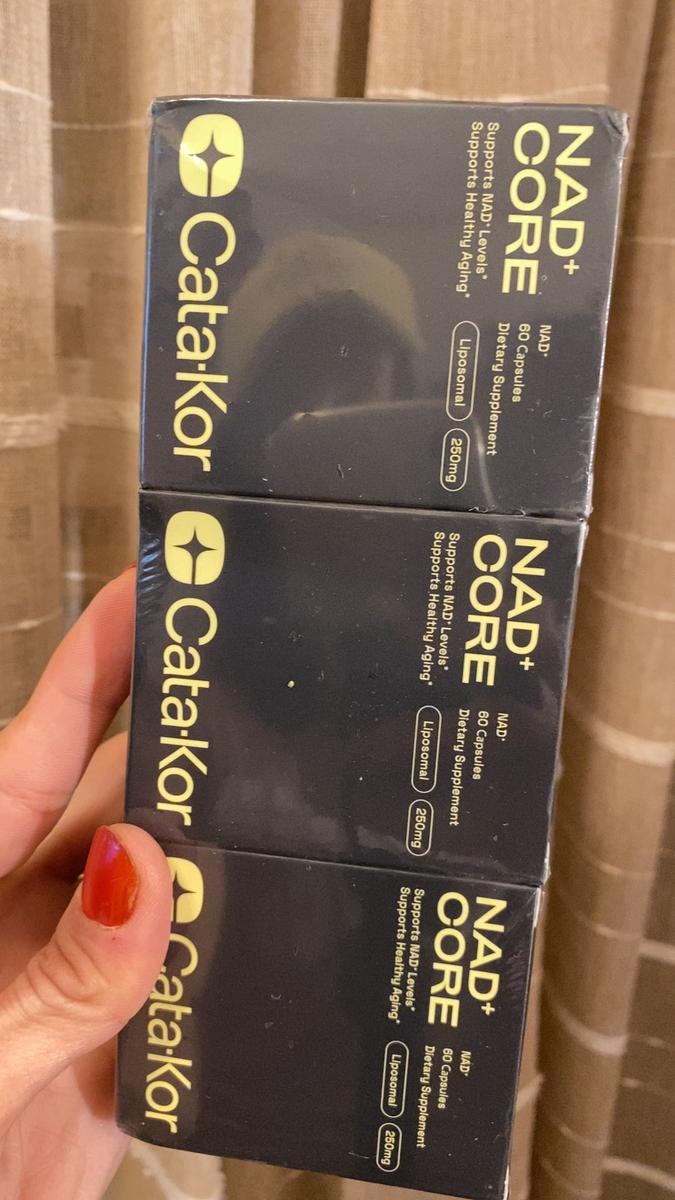 NAD+
CORE
Supports NAD+ Levels*
Supports Healthy Aging*
NAD+
60 Capsules
Dietary Supplement
Liposomal
250mg
Cata·Kor
NAD+
CORE
Supports NAD+ Levels*
Supports Healthy Aging*
NAD+
60 Capsules
Dietary Supplement
Liposomal
250mg
Cata·Kor
NAD+
CORE
Supports NAD+ Levels*
Supports Healthy Aging*
NAD+
60 Capsules
Dietary Supplement
Liposomal
250mg
Cata·Kor